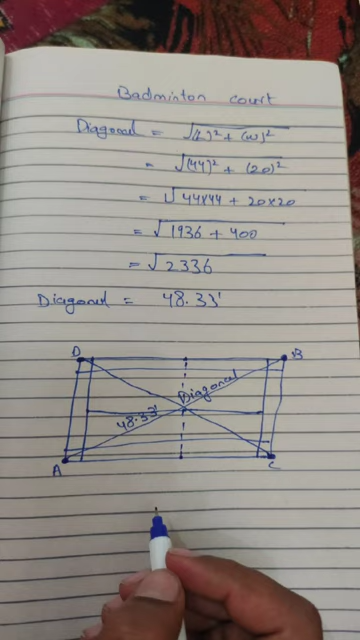 Badminton court
Diagonal = √(L)² + (W)²
= √(44)² + (20)²
= √44×44 + 20×20
= √1936 + 400
= √2336
Diagonal = 48.33'
D
B
Diagonal
48.33'
A
C